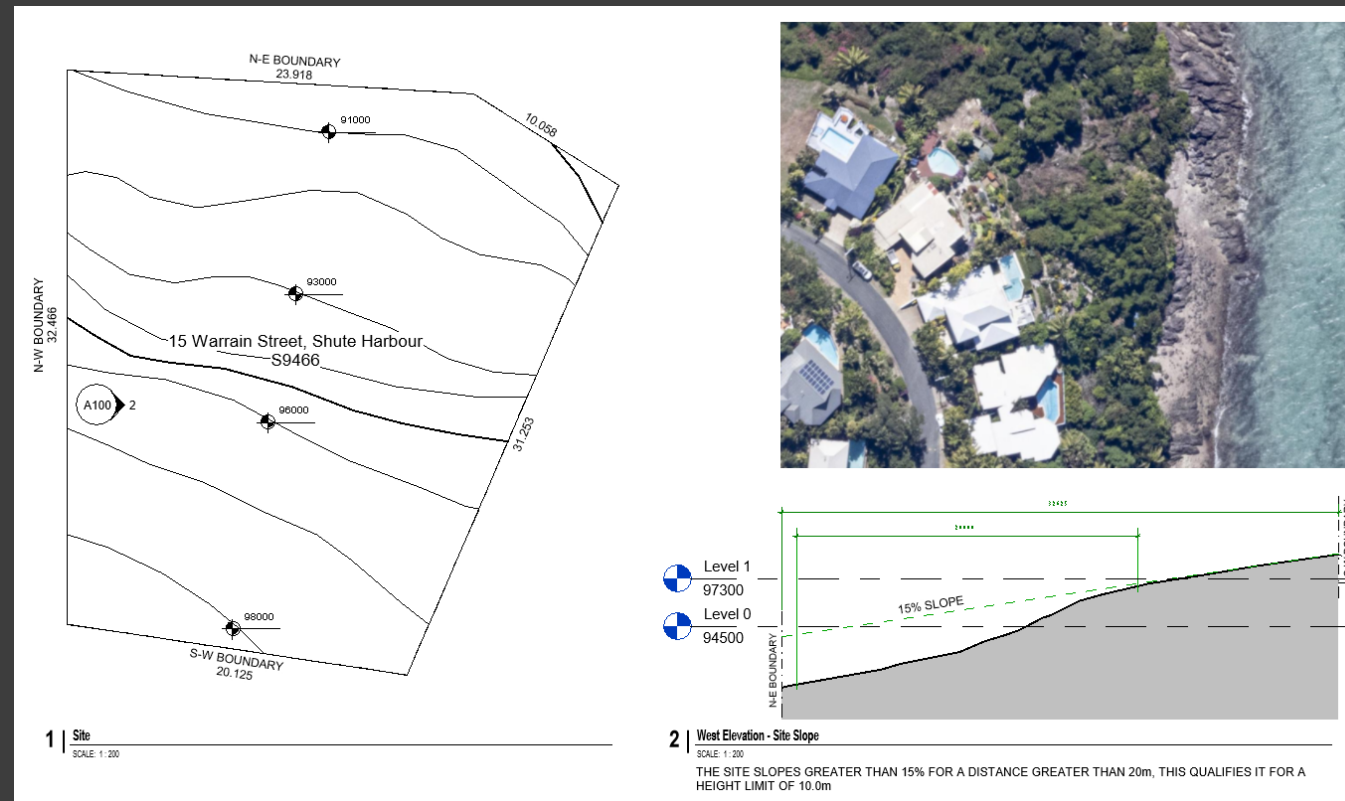 N-E BOUNDARY
23.918
10.058
91000
93000
N-W BOUNDARY
32.466
15 Warrain Street, Shute Harbour
S9466
A100
2
96000
31.253
98000
S-W BOUNDARY
20.125
1
Site
SCALE: 1 : 200
Level 1
97300
Level 0
94500
15% SLOPE
N-E BOUNDARY
2
West Elevation - Site Slope
SCALE: 1 : 200
THE SITE SLOPES GREATER THAN 15% FOR A DISTANCE GREATER THAN 20m, THIS QUALIFIES IT FOR A
HEIGHT LIMIT OF 10.0m